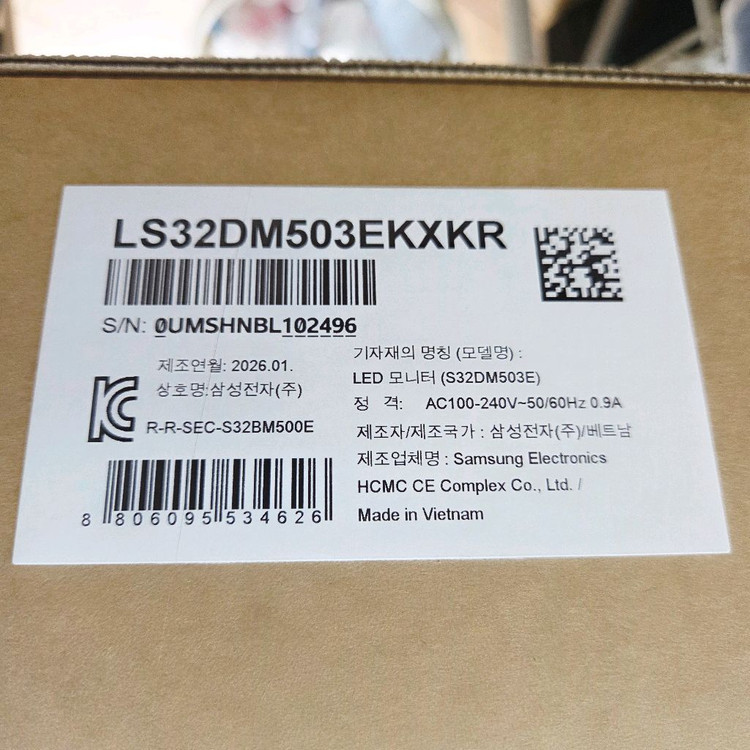 LS32DM503EKXKR
S/N: 0UMSHNBL102496
제조연월: 2026.01.
상호명:삼성전자(주)
R-R-SEC-S32BM500E
8 806095 534626
기자재의 명칭 (모델명) :
LED 모니터 (S32DM503E)
정 격: AC100-240V~50/60Hz 0.9A
제조자/제조국가 : 삼성전자(주)/베트남
제조업체명 : Samsung Electronics
HCMC CE Complex Co., Ltd. /
Made in Vietnam